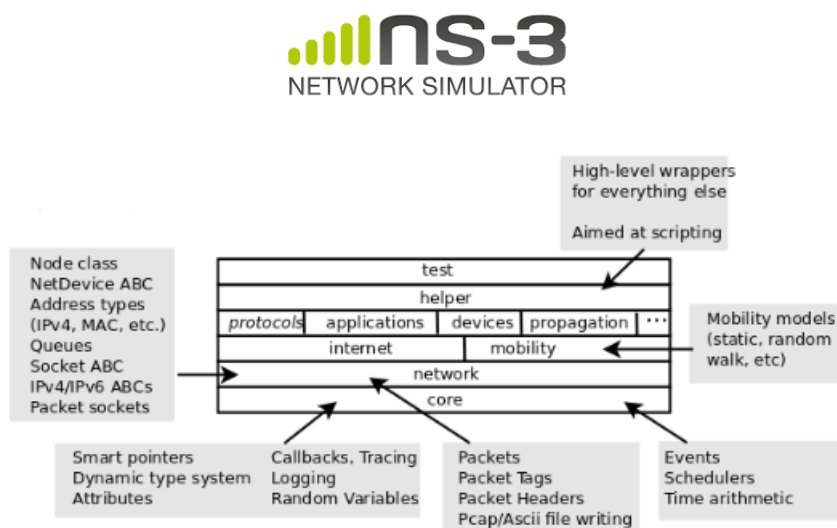 ns-3
NETWORK SIMULATOR
High-level wrappers
for everything else
Aimed at scripting
Node class
NetDevice ABC
Address types
(IPv4, MAC, etc.)
Queues
Socket ABC
IPv4/IPv6 ABCs
Packet sockets
test
helper
protocols applications devices propagation ...
internet mobility
network
core
Mobility models
(static, random
walk, etc)
Smart pointers
Dynamic type system
Attributes
Callbacks, Tracing
Logging
Random Variables
Packets
Packet Tags
Packet Headers
Pcap/Ascii file writing
Events
Schedulers
Time arithmetic